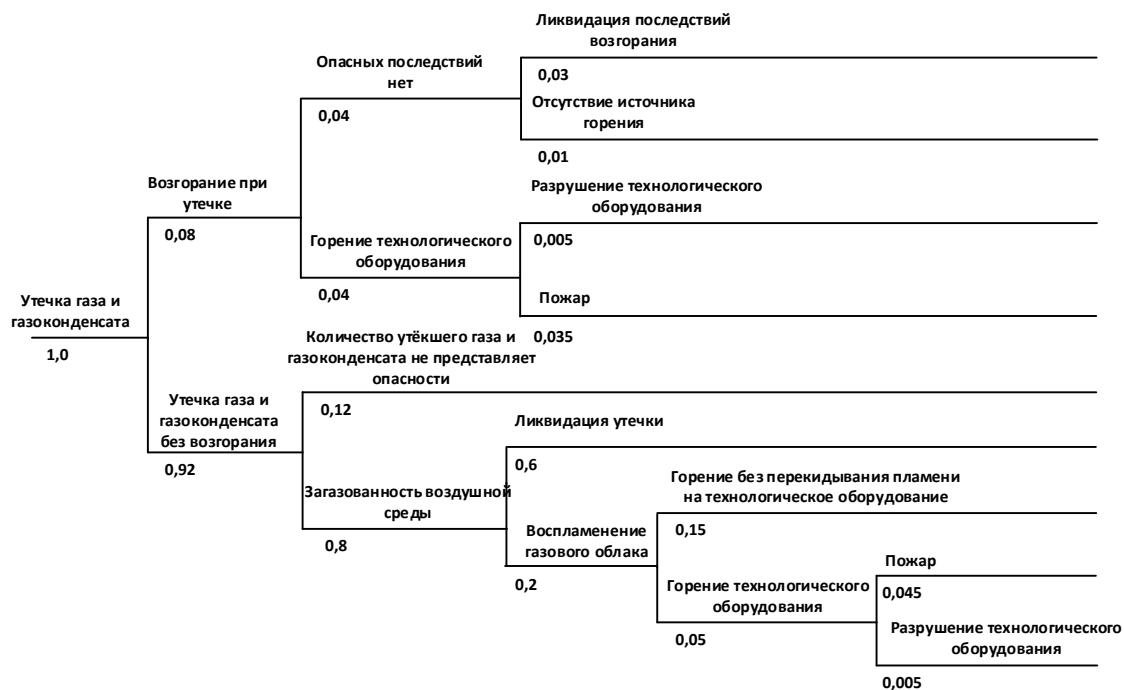 Ликвидация последствий
возгорания
0,03
Опасных последствий
нет
0,04
Отсутствие источника
горения
0,01
Возгорание при
утечке
0,08
Разрушение технологического
оборудования
0,005
Горение технологического
оборудования
0,04
Пожар
0,035
Утечка газа и
газоконденсата
1,0
Количество утёкшего газа и
газоконденсата не представляет
опасности
0,12
Утечка газа и
газоконденсата
без возгорания
0,92
Ликвидация утечки
0,6
Загазованность воздушной
среды
0,8
Горение без перекидывания пламени
на технологическое оборудование
0,15
Воспламенение
газового облака
0,2
Пожар
0,045
Горение технологического
оборудования
0,05
Разрушение технологического
оборудования
0,005